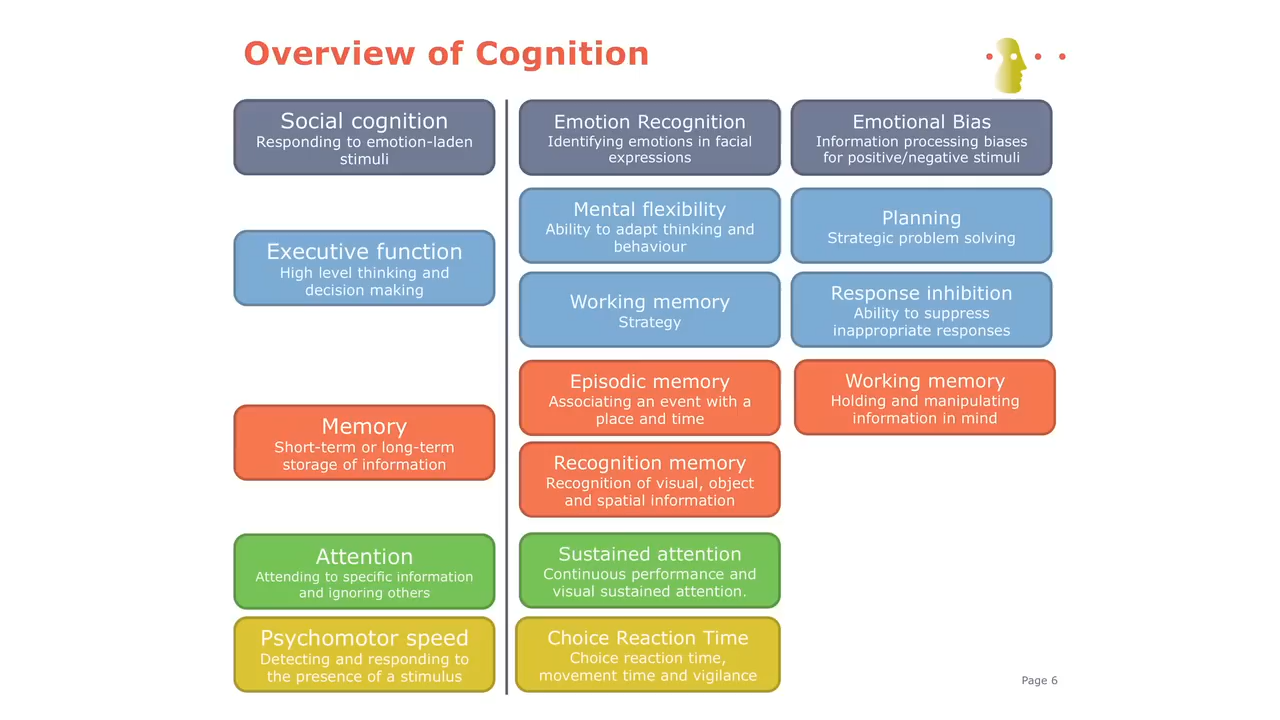 Overview of Cognition
Social cognition
Responding to emotion-laden
stimuli
Emotion Recognition
Identifying emotions in facial
expressions
Emotional Bias
Information processing biases
for positive/negative stimuli
Executive function
High level thinking and
decision making
Mental flexibility
Ability to adapt thinking and
behaviour
Planning
Strategic problem solving
Working memory
Strategy
Response inhibition
Ability to suppress
inappropriate responses
Memory
Short-term or long-term
storage of information
Episodic memory
Associating an event with a
place and time
Working memory
Holding and manipulating
information in mind
Recognition memory
Recognition of visual, object
and spatial information
Attention
Attending to specific information
and ignoring others
Sustained attention
Continuous performance and
visual sustained attention.
Psychomotor speed
Detecting and responding to
the presence of a stimulus
Choice Reaction Time
Choice reaction time,
movement time and vigilance
Page 6